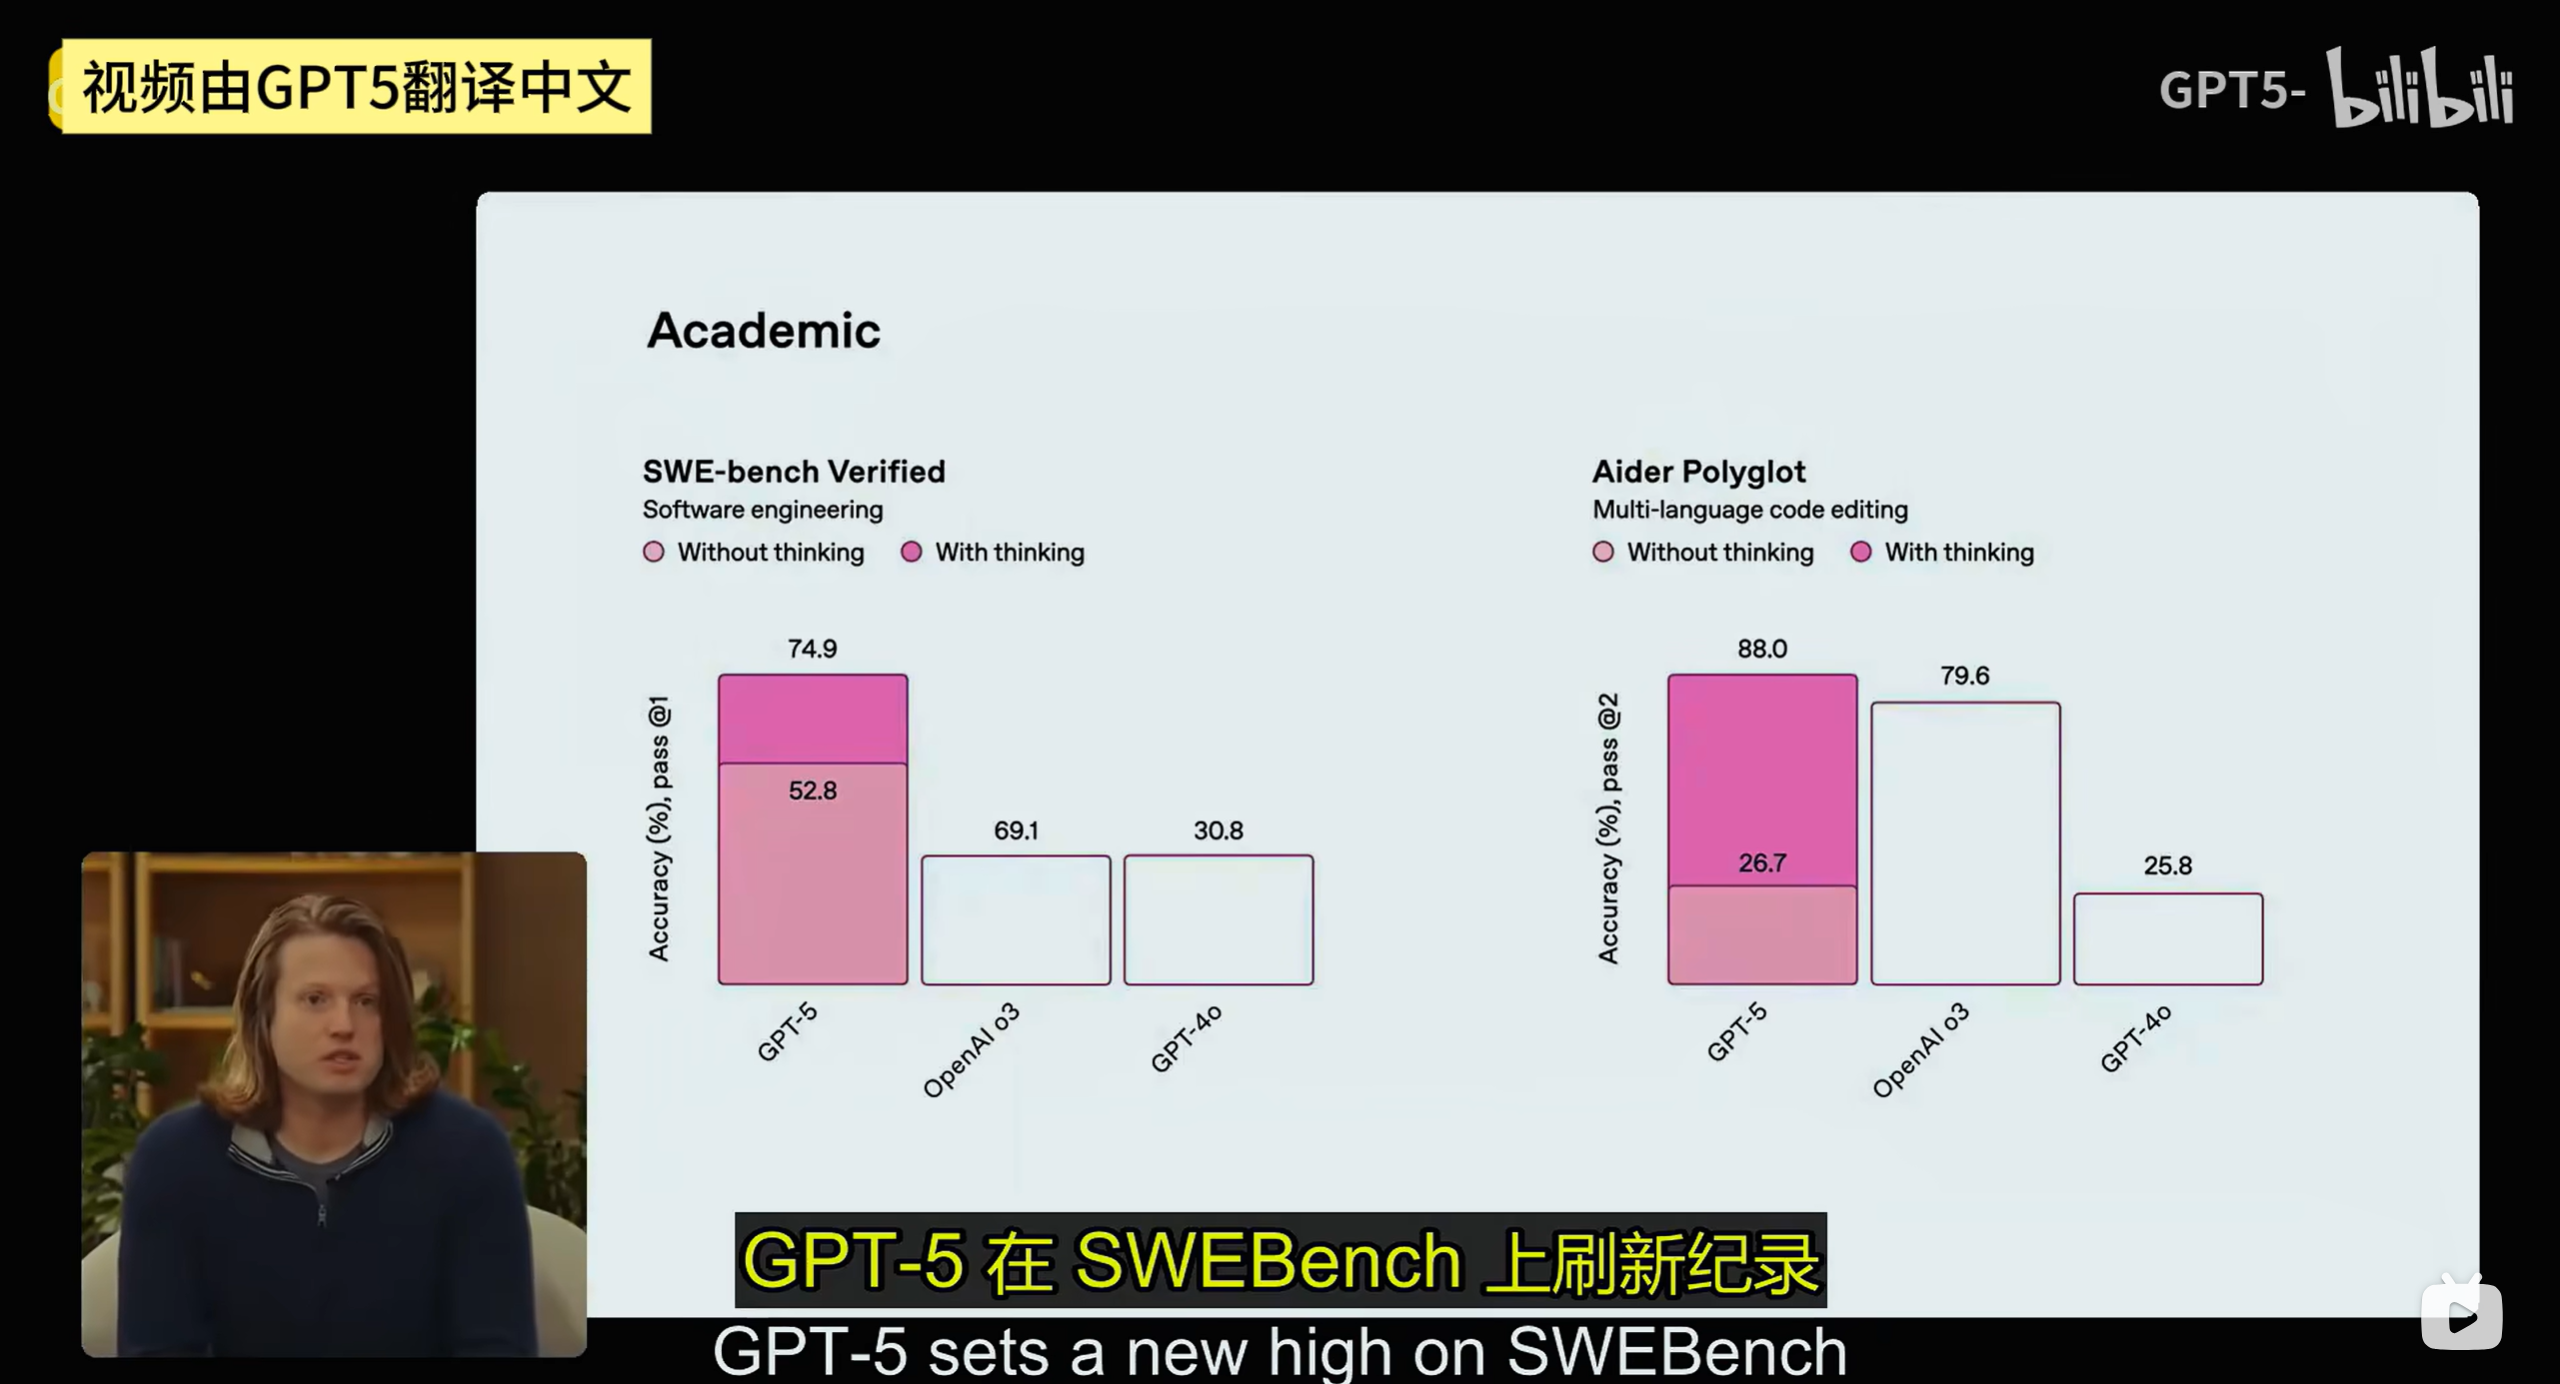 视频由GPT5翻译中文
GPT5- bilibili
Academic
SWE-bench Verified
Software engineering
Without thinking With thinking
Accuracy (%), pass @1
74.9
52.8
69.1
30.8
GPT-5
OpenAI o3
GPT-4o
Aider Polyglot
Multi-language code editing
Without thinking With thinking
Accuracy (%), pass @2
88.0
26.7
79.6
25.8
GPT-5
OpenAI o3
GPT-4o
GPT-5 在 SWEBench 上刷新纪录
GPT-5 sets a new high on SWEBench